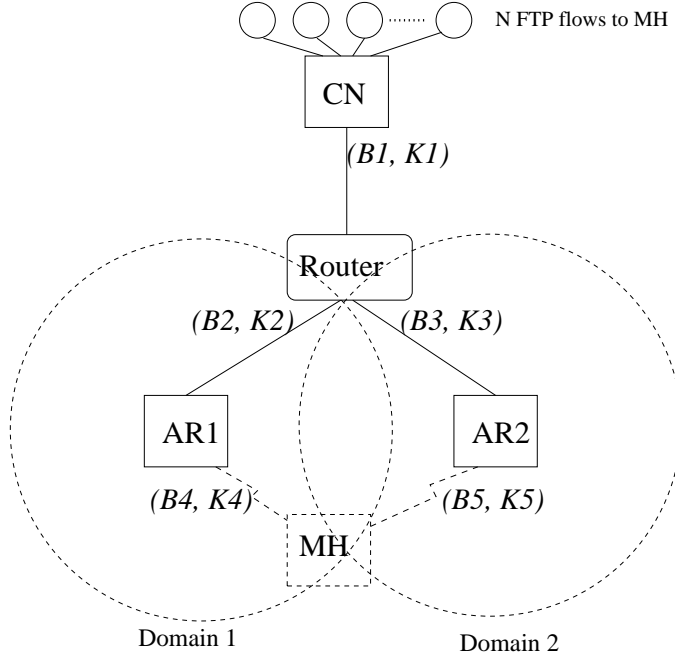 N FTP flows to MH
CN
(B1, K1)
Router
(B2, K2)
(B3, K3)
AR1
AR2
(B4, K4)
(B5, K5)
MH
Domain 1
Domain 2